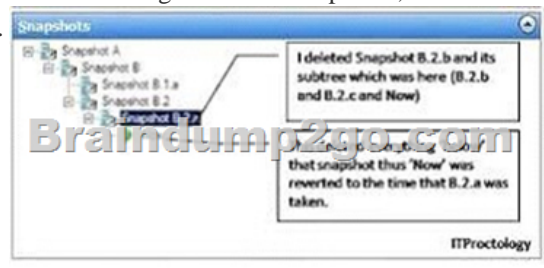 Snapshots
Snapshot A
Snapshot B
Snapshot B.1.a
Snapshot B.2
Snapshot B.2.a
I deleted Snapshot B.2.b and its
subtree which was here (B.2.b
and B.2.c and Now)
Braindump2go.com
that snapshot thus 'Now' was
reverted to the time that B.2.a was
taken.
ITProctology